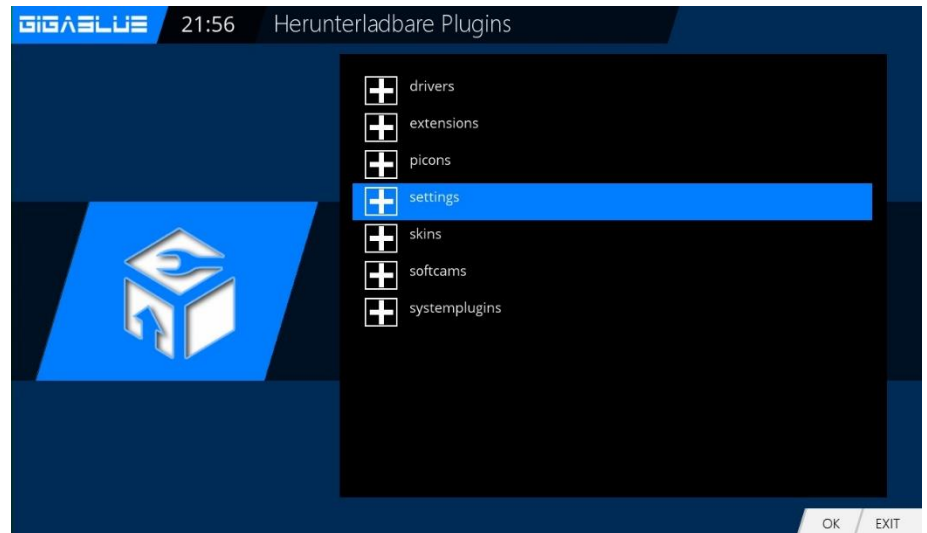 GIGABLUE 21:56 Herunterladbare Plugins
drivers
extensions
picons
settings
skins
softcams
systemplugins
OK EXIT